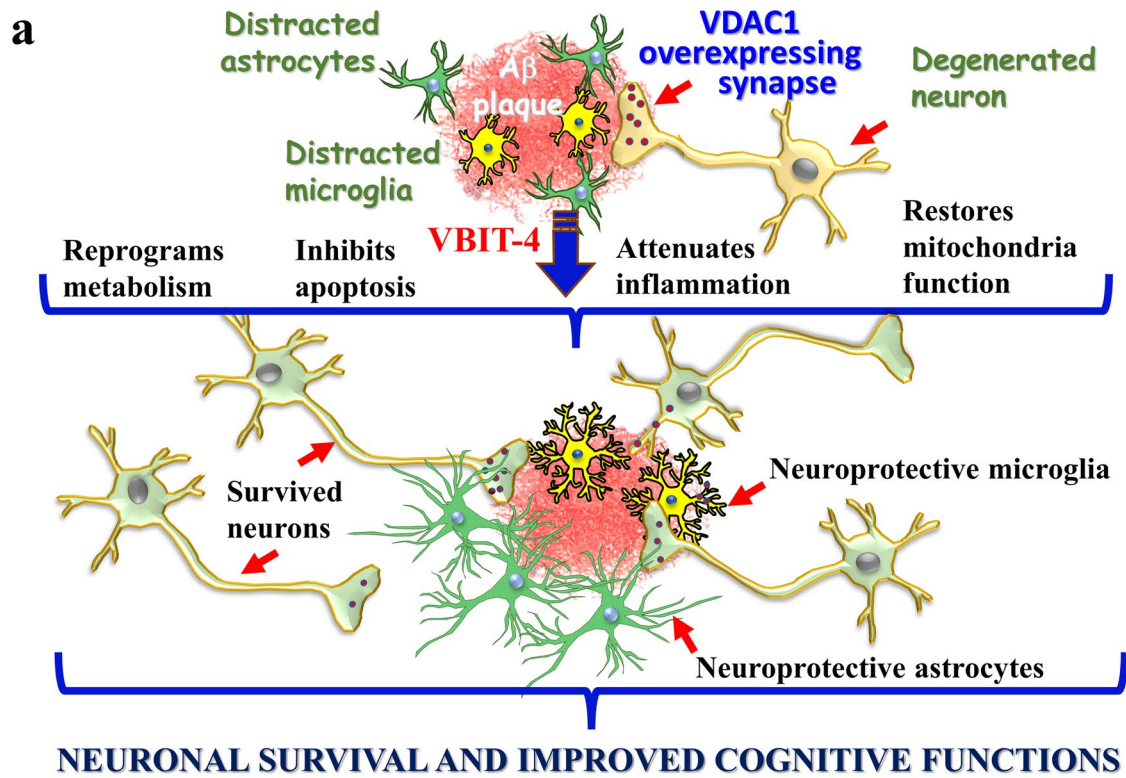 a
Distracted
astrocytes
Aβ
plaque
VDAC1
overexpressing
synapse
Degenerated
neuron
Distracted
microglia
VBIT-4
Reprograms
metabolism
Inhibits
apoptosis
Attenuates
inflammation
Restores
mitochondria
function
Survived
neurons
Neuroprotective microglia
Neuroprotective astrocytes
NEURONAL SURVIVAL AND IMPROVED COGNITIVE FUNCTIONS